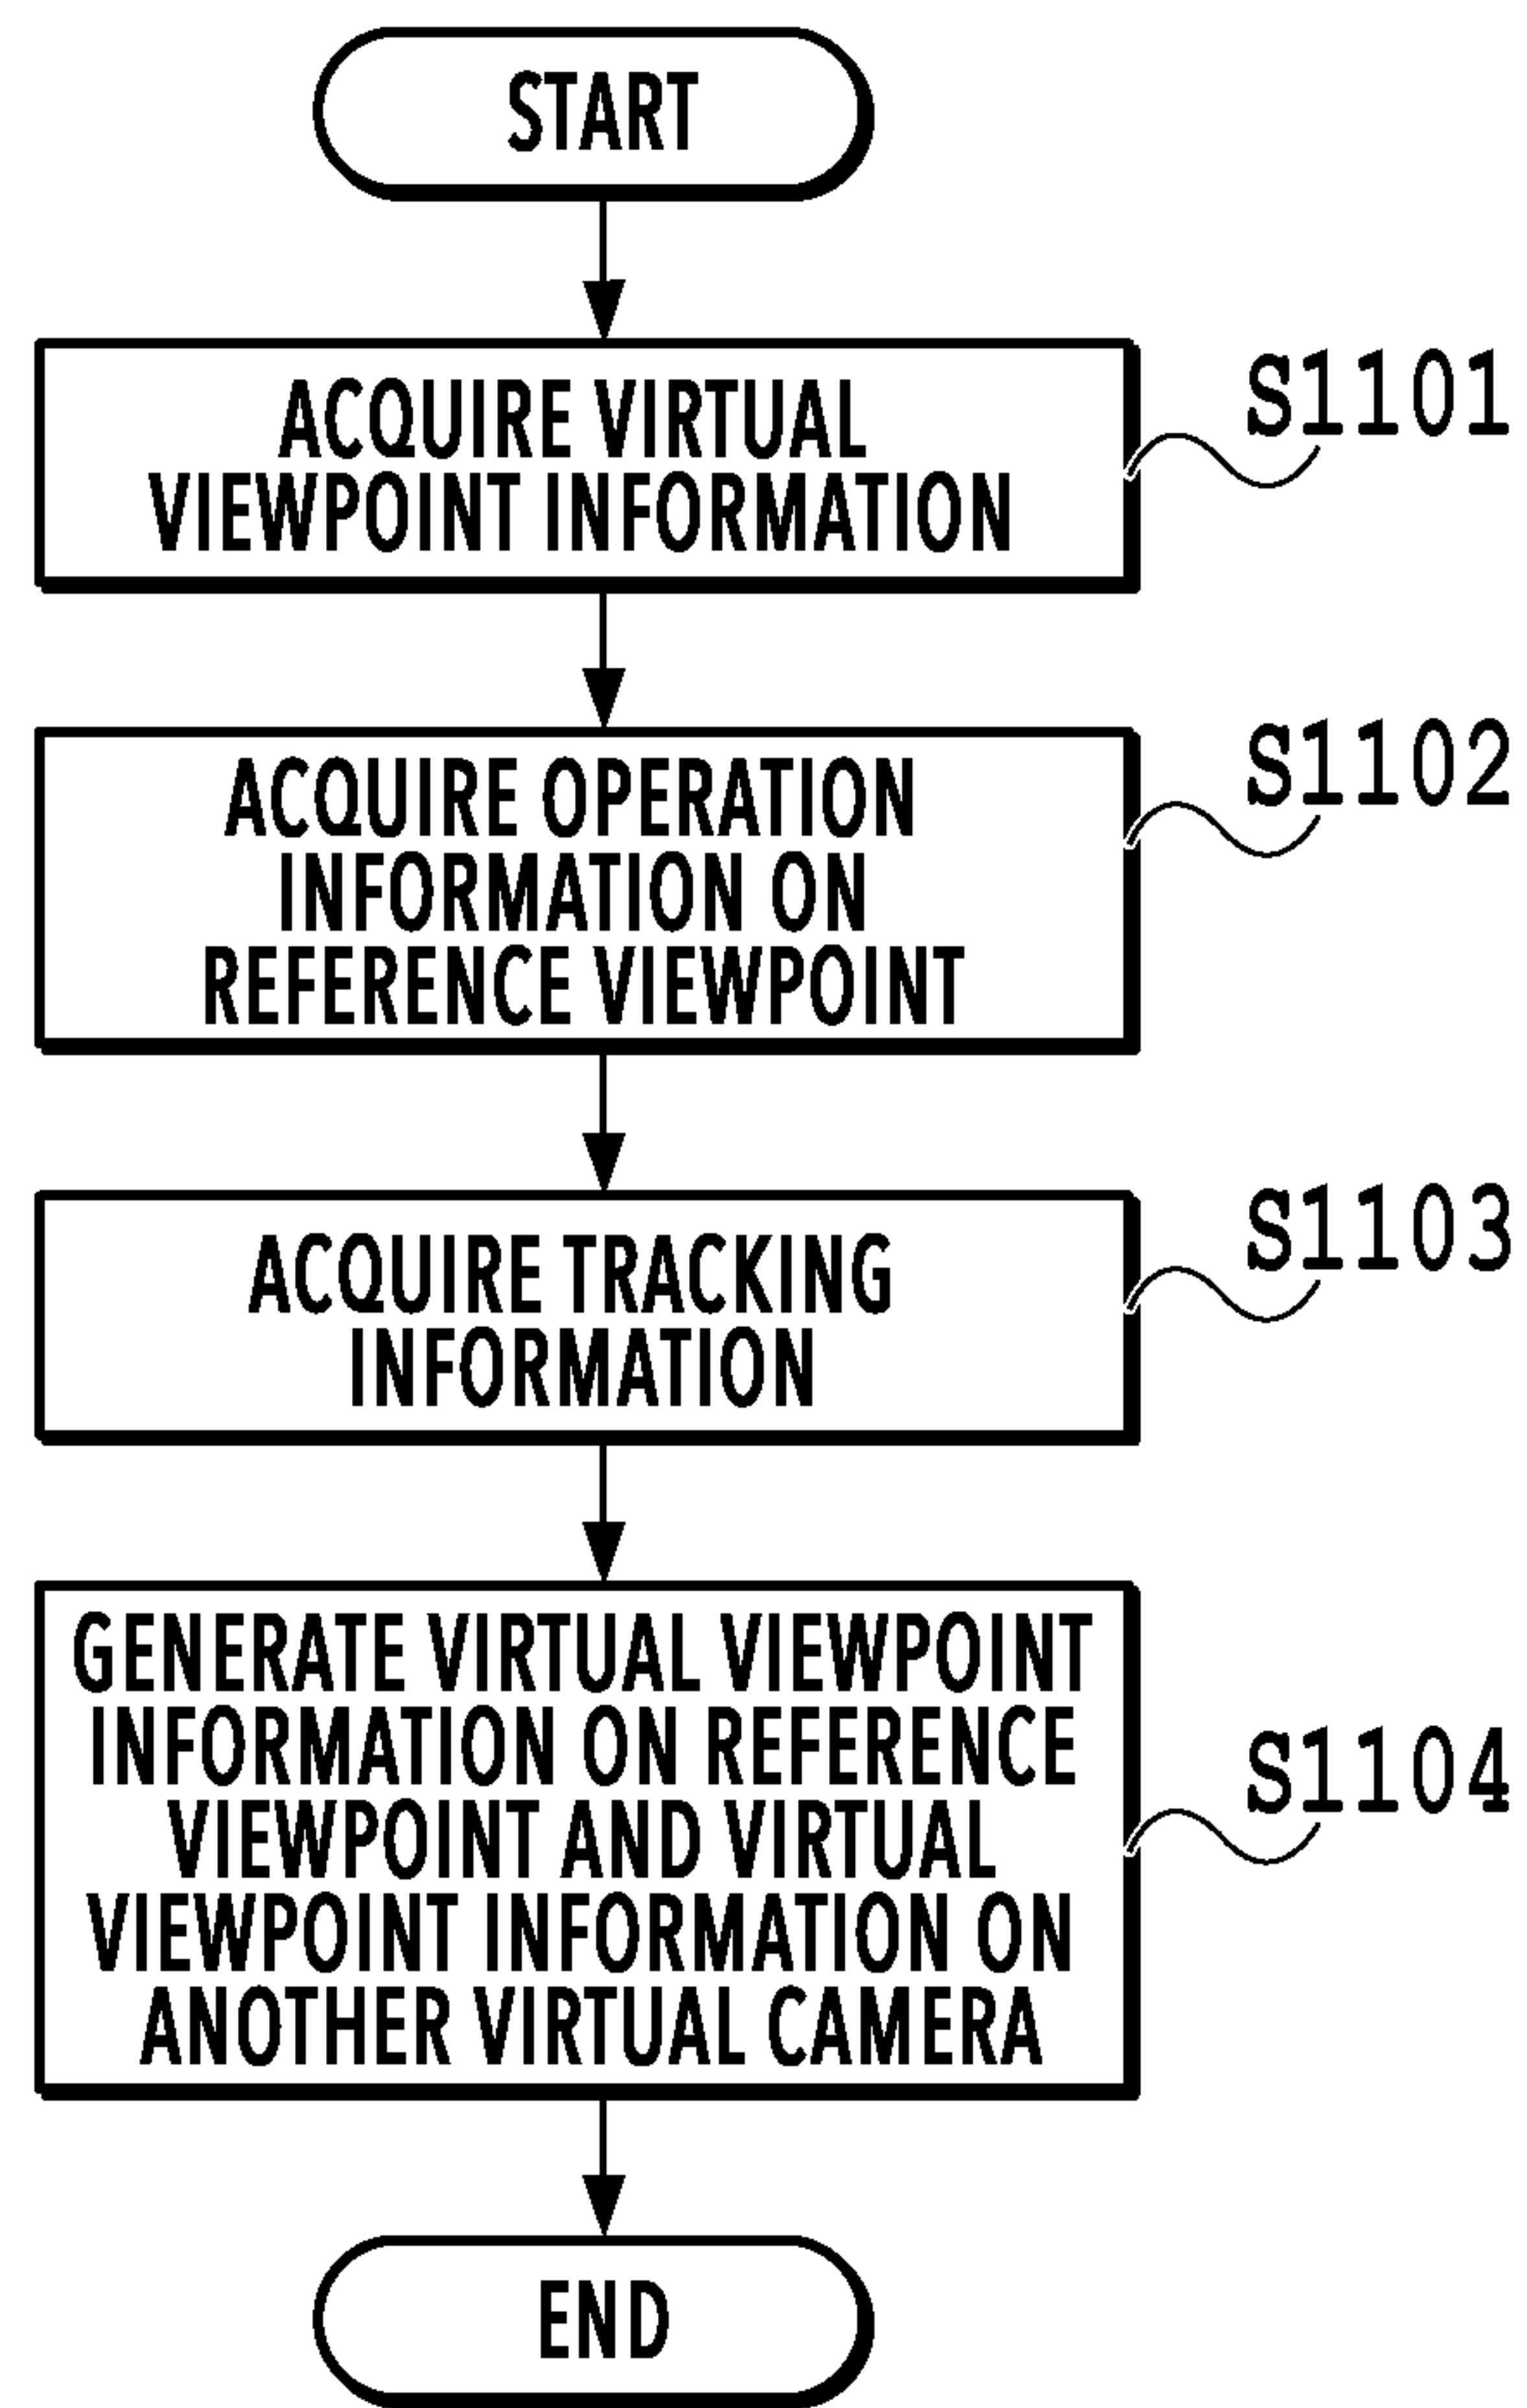 START
ACQUIRE VIRTUAL
VIEWPOINT INFORMATION
S1101
ACQUIRE OPERATION
INFORMATION ON
REFERENCE VIEWPOINT
S1102
ACQUIRE TRACKING
INFORMATION
S1103
GENERATE VIRTUAL VIEWPOINT
INFORMATION ON REFERENCE
VIEWPOINT AND VIRTUAL
VIEWPOINT INFORMATION ON
ANOTHER VIRTUAL CAMERA
S1104
END